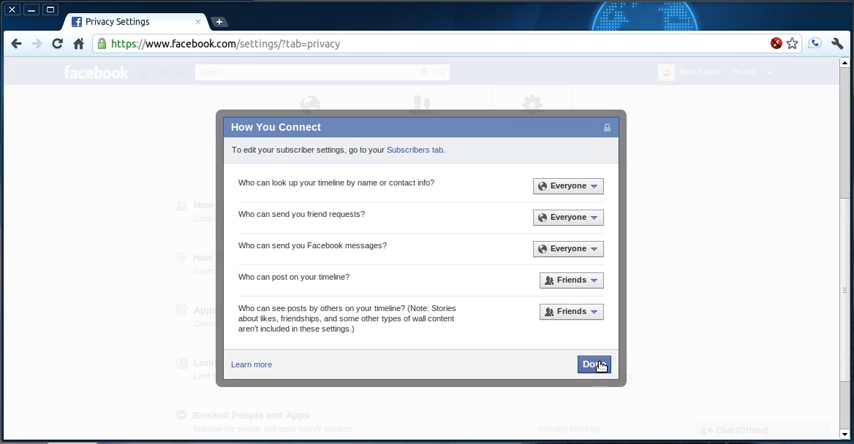 Privacy Settings
https://www.facebook.com/settings/?tab=privacy
facebook
Search
Home
How You Connect
To edit your subscriber settings, go to your Subscribers tab.
Who can look up your timeline by name or contact info?
Everyone
Who can send you friend requests?
Everyone
Who can send you Facebook messages?
Everyone
Who can post on your timeline?
Friends
Who can see posts by others on your timeline? (Note: Stories
about likes, friendships, and some other types of wall content
aren't included in these settings.)
Friends
Learn more
Done
Blocked People and Apps
Manage the people and apps you've blocked
Manage Blocking
Chat (Offline)